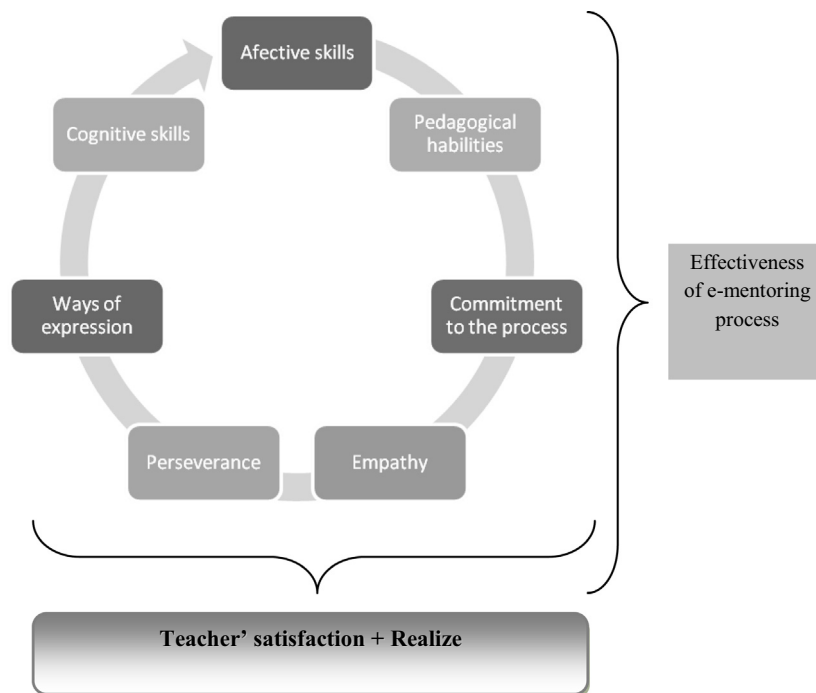 Afective skills
Pedagogical
habilities
Commitment
to the process
Empathy
Perseverance
Ways of
expression
Cognitive skills
Effectiveness
of e-mentoring
process
Teacher’ satisfaction + Realize